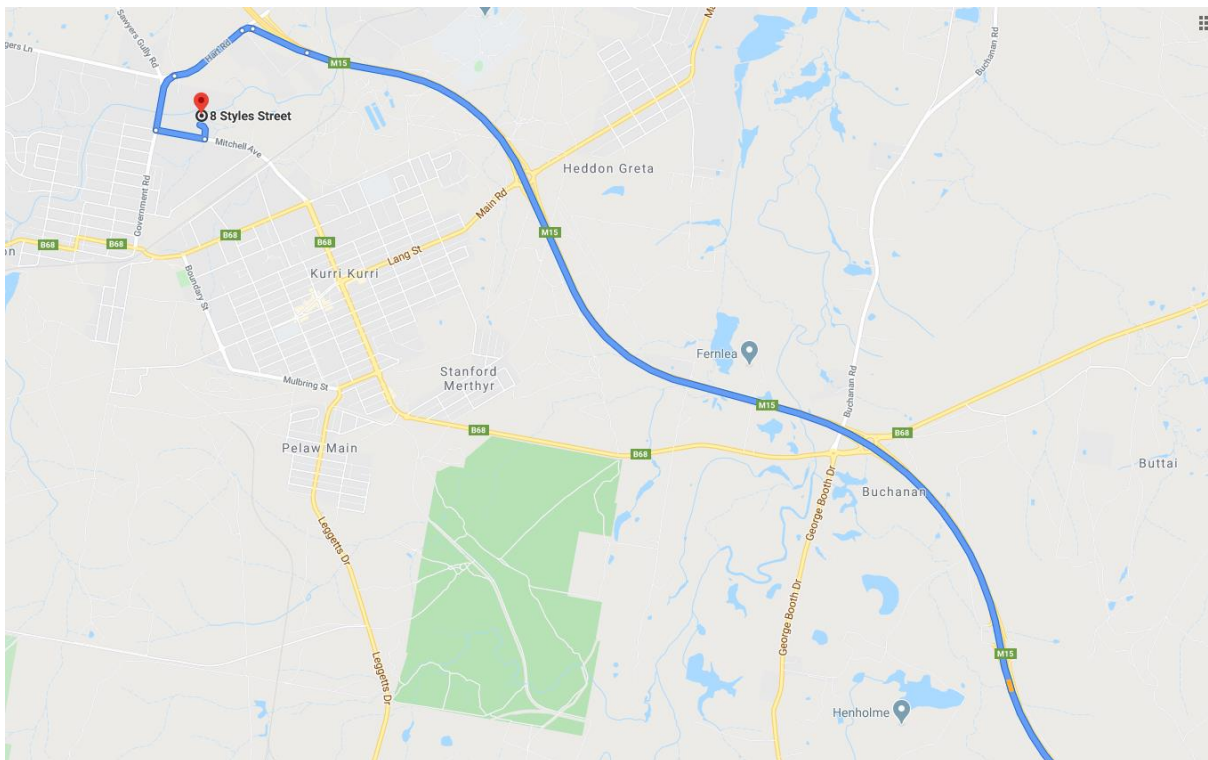 Sawyers Gully Rd
gers Ln
Hart Rd
M15
Buchanan Rd
8 Styles Street
Mitchell Ave
Heddon Greta
Government Rd
Main Rd
B68
B68
B68
B68
M15
on
Lang St
Kurri Kurri
Boundary St
Fernlea
Stanford
Merthyr
Mulbring St
M15
Buchanan Rd
B68
B68
B68
Pelaw Main
Buttai
Buchanan
George Booth Dr
Leggetts Dr
George Booth Dr
M15
Leggetts Dr
Henholme